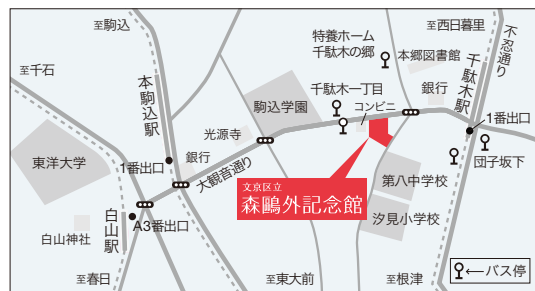 至駒込
至千石
本駒込駅
特養ホーム
千駄木の郷
本郷図書館
至西日暮里
不忍通り
千駄木駅
千駄木一丁目
コンビニ
銀行
駒込学園
光源寺
1番出口
団子坂下
東洋大学
1番出口
銀行
大観音通り
文京区立
森鷗外記念館
第八中学校
汐見小学校
白山神社
白山駅
A3番出口
至春日
至東大前
至根津
←バス停